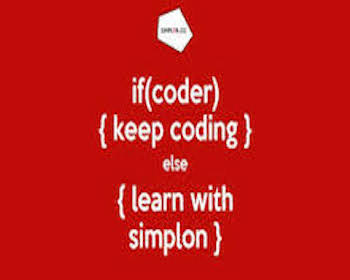 if(coder)
{ keep coding }
else
{ learn with
simplon }